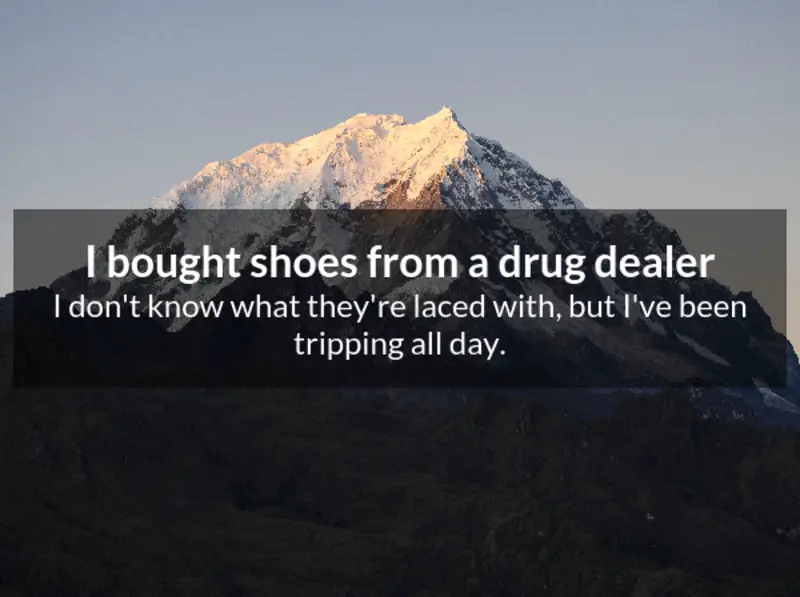 I bought shoes from a drug dealer
I don't know what they're laced with, but I've been
tripping all day.